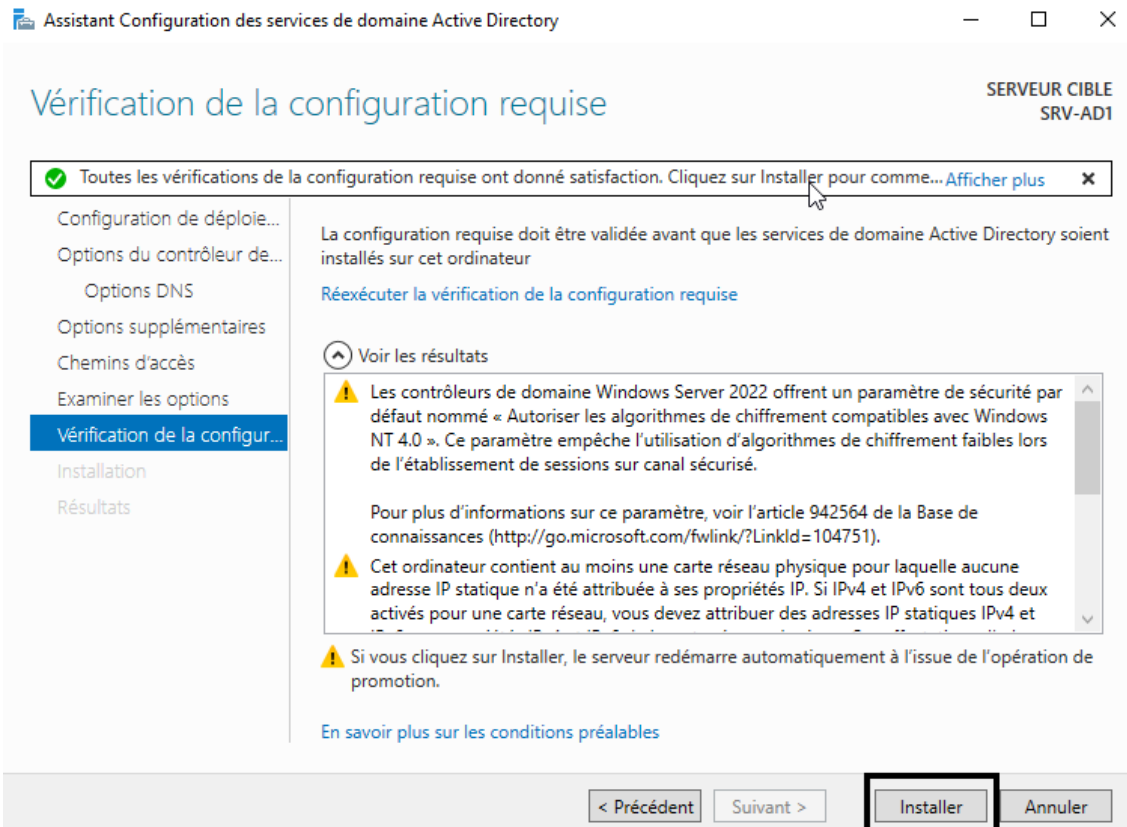 Assistant Configuration des services de domaine Active Directory
Vérification de la configuration requise
SERVEUR CIBLE
SRV-AD1
Toutes les vérifications de la configuration requise ont donné satisfaction. Cliquez sur Installer pour comme... Afficher plus
Configuration de déploie...
Options du contrôleur de...
Options DNS
Options supplémentaires
Chemins d'accès
Examiner les options
Vérification de la configur...
Installation
Résultats
La configuration requise doit être validée avant que les services de domaine Active Directory soient
installés sur cet ordinateur
Réexécuter la vérification de la configuration requise
Voir les résultats
Les contrôleurs de domaine Windows Server 2022 offrent un paramètre de sécurité par
défaut nommé « Autoriser les algorithmes de chiffrement compatibles avec Windows
NT 4.0 ». Ce paramètre empêche l'utilisation d'algorithmes de chiffrement faibles lors
de l'établissement de sessions sur canal sécurisé.
Pour plus d'informations sur ce paramètre, voir l'article 942564 de la Base de
connaissances (http://go.microsoft.com/fwlink/?LinkId=104751).
Cet ordinateur contient au moins une carte réseau physique pour laquelle aucune
adresse IP statique n'a été attribuée à ses propriétés IP. Si IPv4 et IPv6 sont tous deux
activés pour une carte réseau, vous devez attribuer des adresses IP statiques IPv4 et
Si vous cliquez sur Installer, le serveur redémarre automatiquement à l'issue de l'opération de
promotion.
En savoir plus sur les conditions préalables
< Précédent
Suivant >
Installer
Annuler